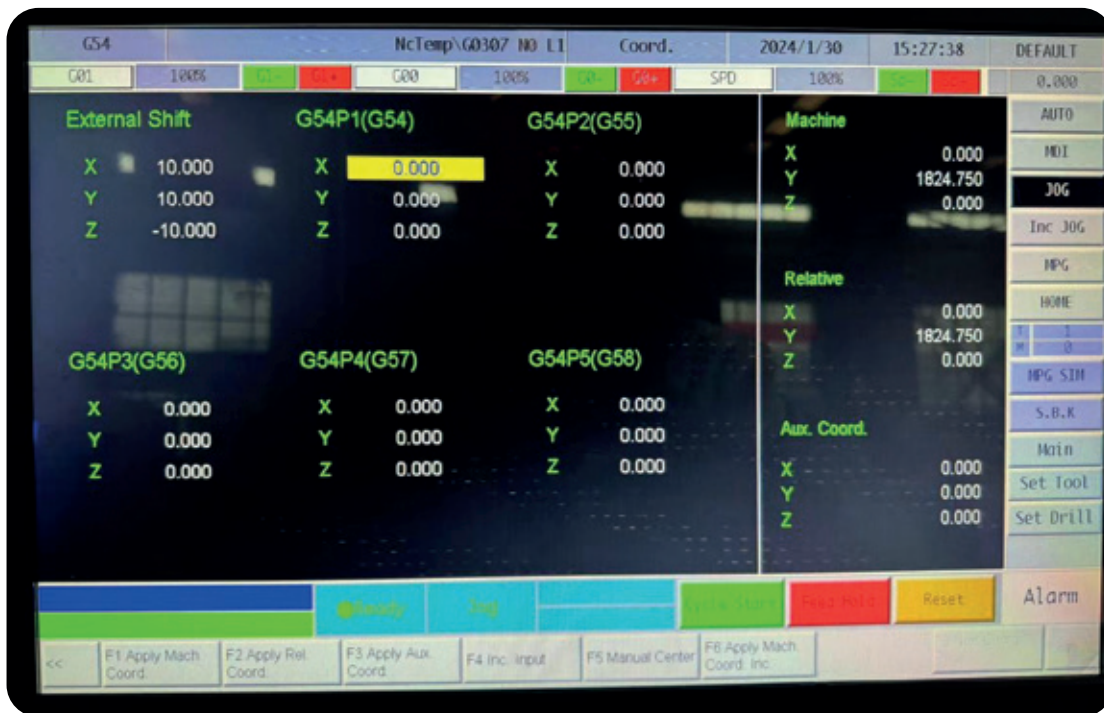 G54 NcTemp\G0307 N0 L1 Coord. 2024/1/30 15:27:38 DEFAULT
G01 100% G1- G1+ G00 100% G0- G0+ SPD 100% 0.000
External Shift
X 10.000
Y 10.000
Z -10.000
G54P1(G54)
X 0.000
Y 0.000
Z 0.000
G54P2(G55)
X 0.000
Y 0.000
Z 0.000
G54P3(G56)
X 0.000
Y 0.000
Z 0.000
G54P4(G57)
X 0.000
Y 0.000
Z 0.000
G54P5(G58)
X 0.000
Y 0.000
Z 0.000
Machine
X 0.000
Y 1824.750
Z 0.000
Relative
X 0.000
Y 1824.750
Z 0.000
Aux. Coord.
X 0.000
Y 0.000
Z 0.000
AUTO
MDI
JOG
Inc JOG
MPG
HOME
T 1
M 0
MPG SIM
S.B.K
Main
Set Tool
Set Drill
Ready Jog Cycle Start Feed Hold Reset Alarm
<<
F1 Apply Mach
Coord.
F2 Apply Rel.
Coord.
F3 Apply Aux.
Coord.
F4 Inc. Input
F5 Manual Center
F6 Apply Mach.
Coord. Inc.